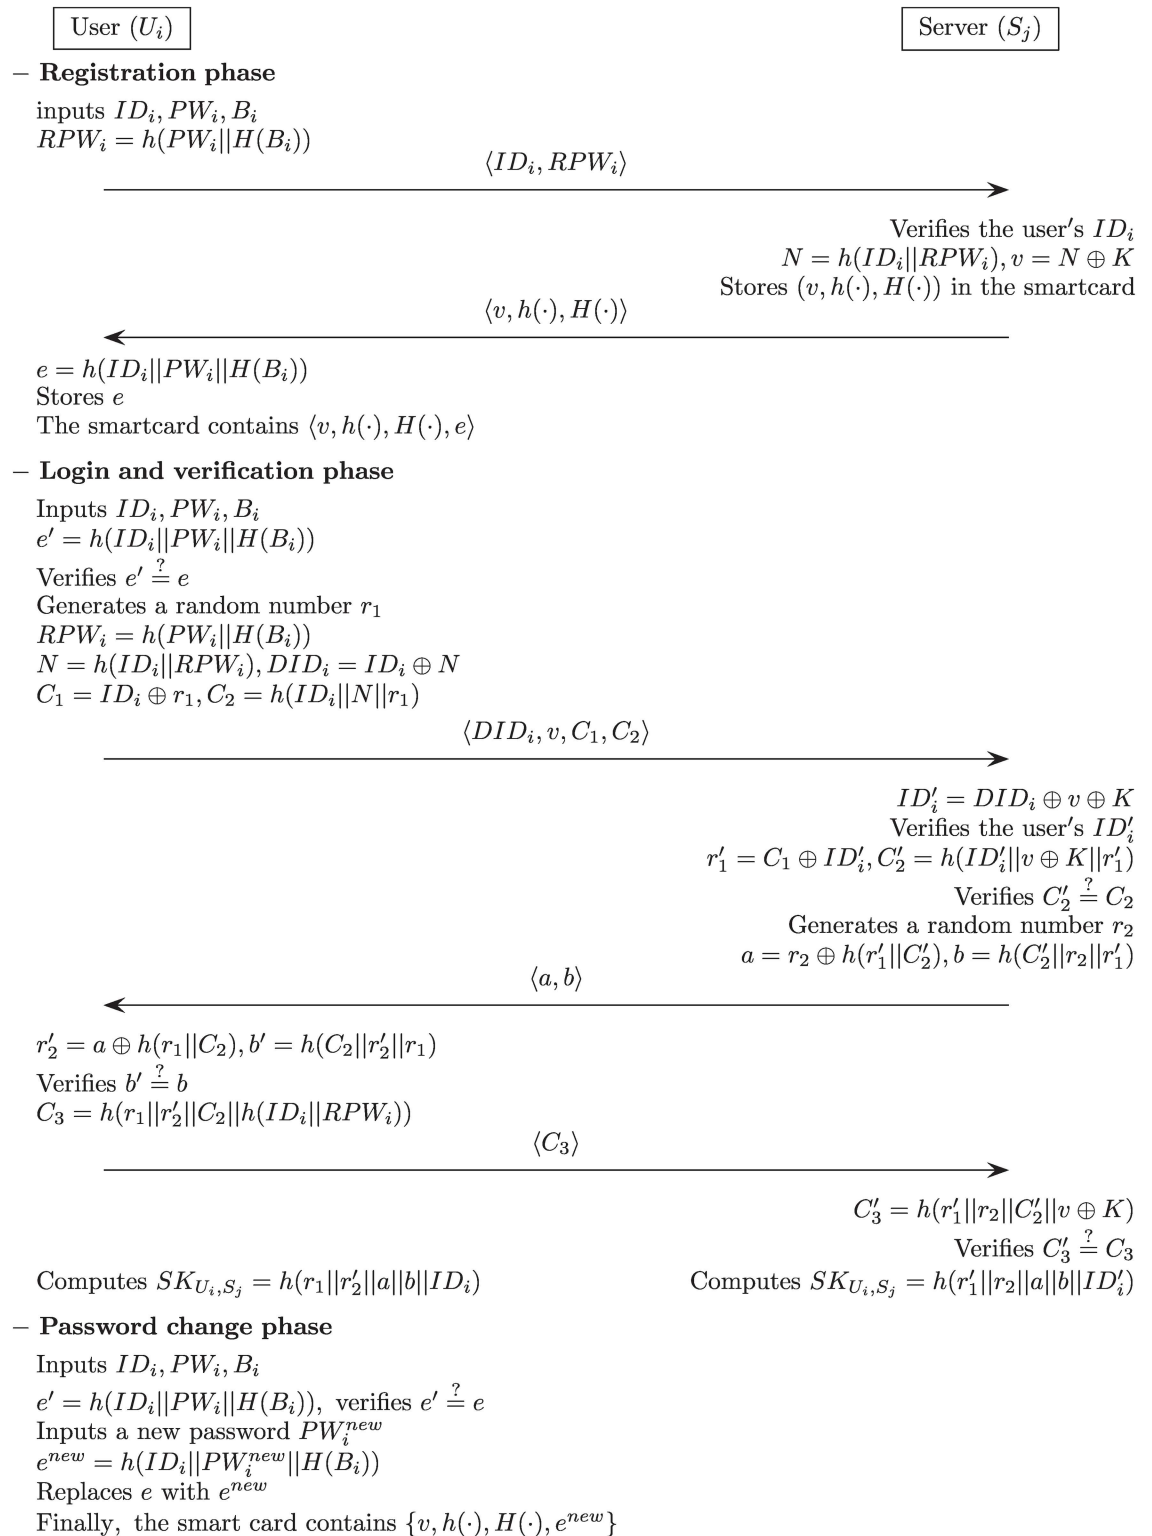 User (U_i)
Server (S_j)
− Registration phase
inputs ID_i, PW_i, B_i
RPW_i = h(PW_i||H(B_i))
⟨ID_i, RPW_i⟩
Verifies the user′s ID_i
N = h(ID_i||RPW_i), v = N ⊕ K
Stores (v, h(·), H(·)) in the smartcard
⟨v, h(·), H(·)⟩
e = h(ID_i||PW_i||H(B_i))
Stores e
The smartcard contains ⟨v, h(·), H(·), e⟩
− Login and verification phase
Inputs ID_i, PW_i, B_i
e′ = h(ID_i||PW_i||H(B_i))
Verifies e′ ≟ e
Generates a random number r_1
RPW_i = h(PW_i||H(B_i))
N = h(ID_i||RPW_i), DID_i = ID_i ⊕ N
C_1 = ID_i ⊕ r_1, C_2 = h(ID_i||N||r_1)
⟨DID_i, v, C_1, C_2⟩
ID′_i = DID_i ⊕ v ⊕ K
Verifies the user′s ID′_i
r′_1 = C_1 ⊕ ID′_i, C′_2 = h(ID′_i||v ⊕ K||r′_1)
Verifies C′_2 ≟ C_2
Generates a random number r_2
a = r_2 ⊕ h(r′_1||C′_2), b = h(C′_2||r_2||r′_1)
⟨a, b⟩
r′_2 = a ⊕ h(r_1||C_2), b′ = h(C_2||r′_2||r_1)
Verifies b′ ≟ b
C_3 = h(r_1||r′_2||C_2||h(ID_i||RPW_i))
⟨C_3⟩
C′_3 = h(r′_1||r_2||C′_2||v ⊕ K)
Verifies C′_3 ≟ C_3
Computes SK_{U_i,S_j} = h(r_1||r′_2||a||b||ID_i)
Computes SK_{U_i,S_j} = h(r′_1||r_2||a||b||ID′_i)
− Password change phase
Inputs ID_i, PW_i, B_i
e′ = h(ID_i||PW_i||H(B_i)), verifies e′ ≟ e
Inputs a new password PW_i^{new}
e^{new} = h(ID_i||PW_i^{new}||H(B_i))
Replaces e with e^{new}
Finally, the smart card contains {v, h(·), H(·), e^{new}}